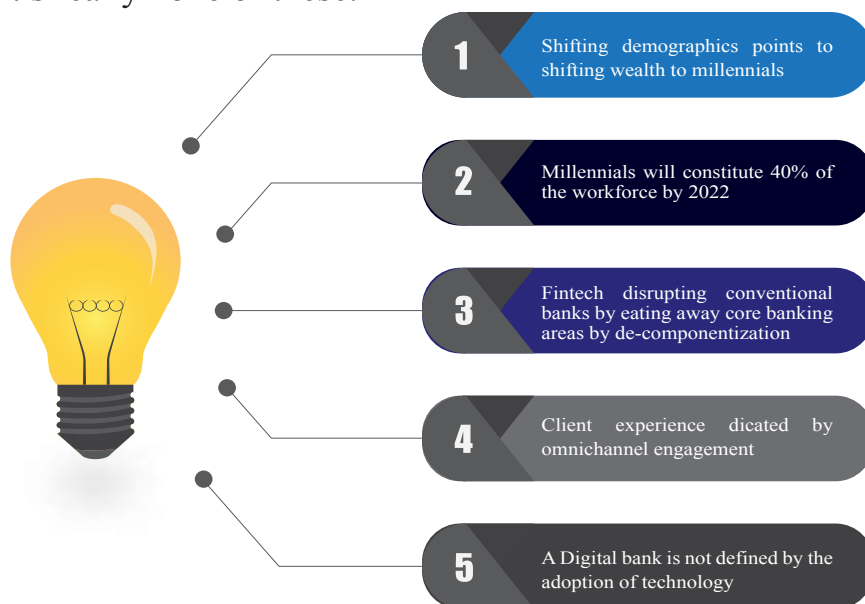 1
Shifting demographics points to
shifting wealth to millennials
2
Millennials will constitute 40% of
the workforce by 2022
3
Fintech disrupting conventional
banks by eating away core banking
areas by de-componentization
4
Client experience dicated by
omnichannel engagement
5
A Digital bank is not defined by the
adoption of technology